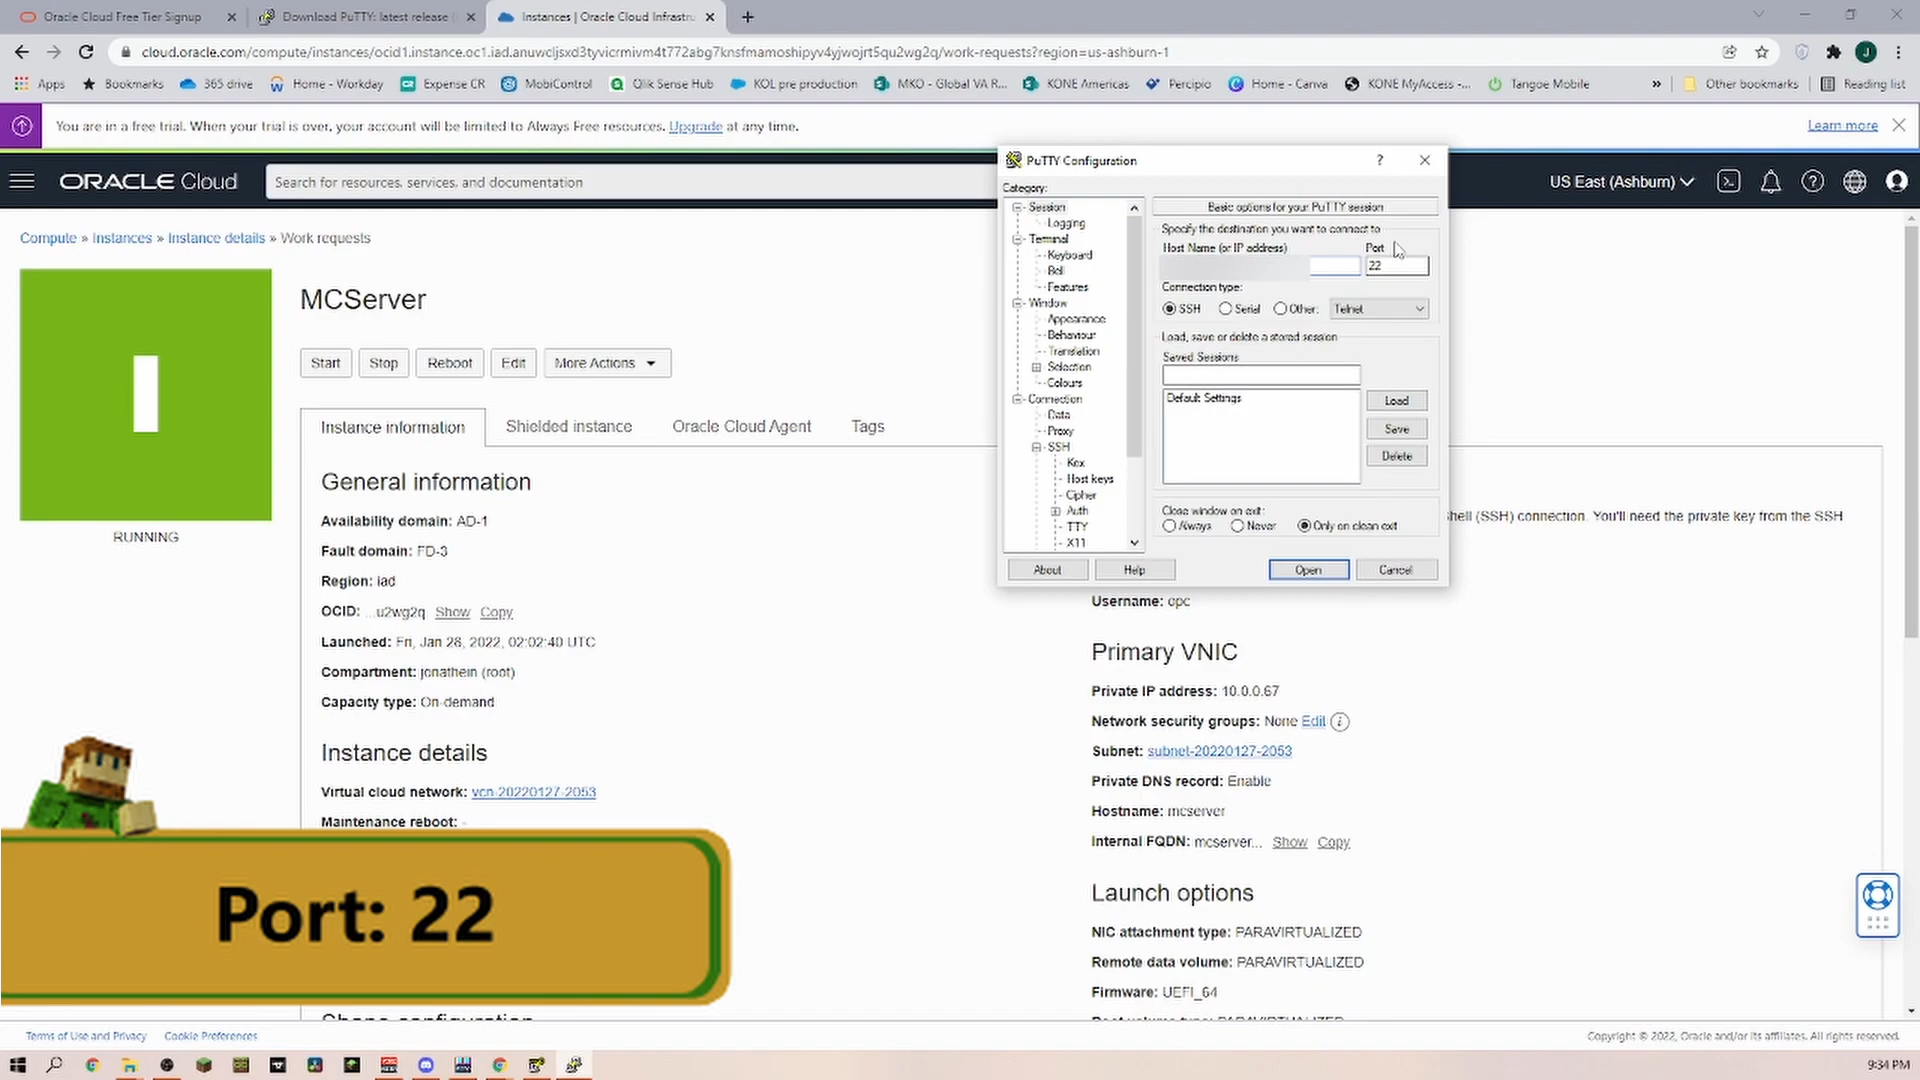 Oracle Cloud Free Tier Signup
Download PuTTY: latest release (
Instances | Oracle Cloud Infrastru
cloud.oracle.com/compute/instances/ocid1.instance.oc1.iad.anuwcljsxd3tyvicrmivm4t772abg7knsfmamoshipyv4yjwojrt5qu2wg2q/work-requests?region=us-ashburn-1
J
Apps
Bookmarks
365 drive
Home - Workday
Expense CR
MobiControl
Qlik Sense Hub
KOL pre production
MKO - Global VA R...
KONE Americas
Percipio
Home - Canva
KONE MyAccess -...
Tangoe Mobile
»
Other bookmarks
Reading list
You are in a free trial. When your trial is over, your account will be limited to Always Free resources. Upgrade at any time.
Learn more
ORACLE Cloud
Search for resources, services, and documentation
US East (Ashburn)
Compute » Instances » Instance details » Work requests
RUNNING
MCServer
Start
Stop
Reboot
Edit
More Actions
Instance information
Shielded instance
Oracle Cloud Agent
Tags
General information
Availability domain: AD-1
Fault domain: FD-3
Region: iad
OCID: ...u2wg2q Show Copy
Launched: Fri, Jan 28, 2022, 02:02:40 UTC
Compartment: jonathein (root)
Capacity type: On-demand
Instance details
Virtual cloud network: vcn-20220127-2053
Maintenance reboot: -
Shape configuration
hell (SSH) connection. You'll need the private key from the SSH
Username: opc
Primary VNIC
Private IP address: 10.0.0.67
Network security groups: None Edit
Subnet: subnet-20220127-2053
Private DNS record: Enable
Hostname: mcserver
Internal FQDN: mcserver... Show Copy
Launch options
NIC attachment type: PARAVIRTUALIZED
Remote data volume: PARAVIRTUALIZED
Firmware: UEFI_64
Boot volume type: PARAVIRTUALIZED
PuTTY Configuration
?
Category:
Session
Logging
Terminal
Keyboard
Bell
Features
Window
Appearance
Behaviour
Translation
Selection
Colours
Connection
Data
Proxy
SSH
Kex
Host keys
Cipher
Auth
TTY
X11
Basic options for your PuTTY session
Specify the destination you want to connect to
Host Name (or IP address)
Port
22
Connection type:
SSH
Serial
Other:
Telnet
Load, save or delete a stored session
Saved Sessions
Default Settings
Load
Save
Delete
Close window on exit:
Always
Never
Only on clean exit
About
Help
Open
Cancel
Port: 22
Terms of Use and Privacy
Cookie Preferences
Copyright © 2022, Oracle and/or its affiliates. All rights reserved.
9:34 PM